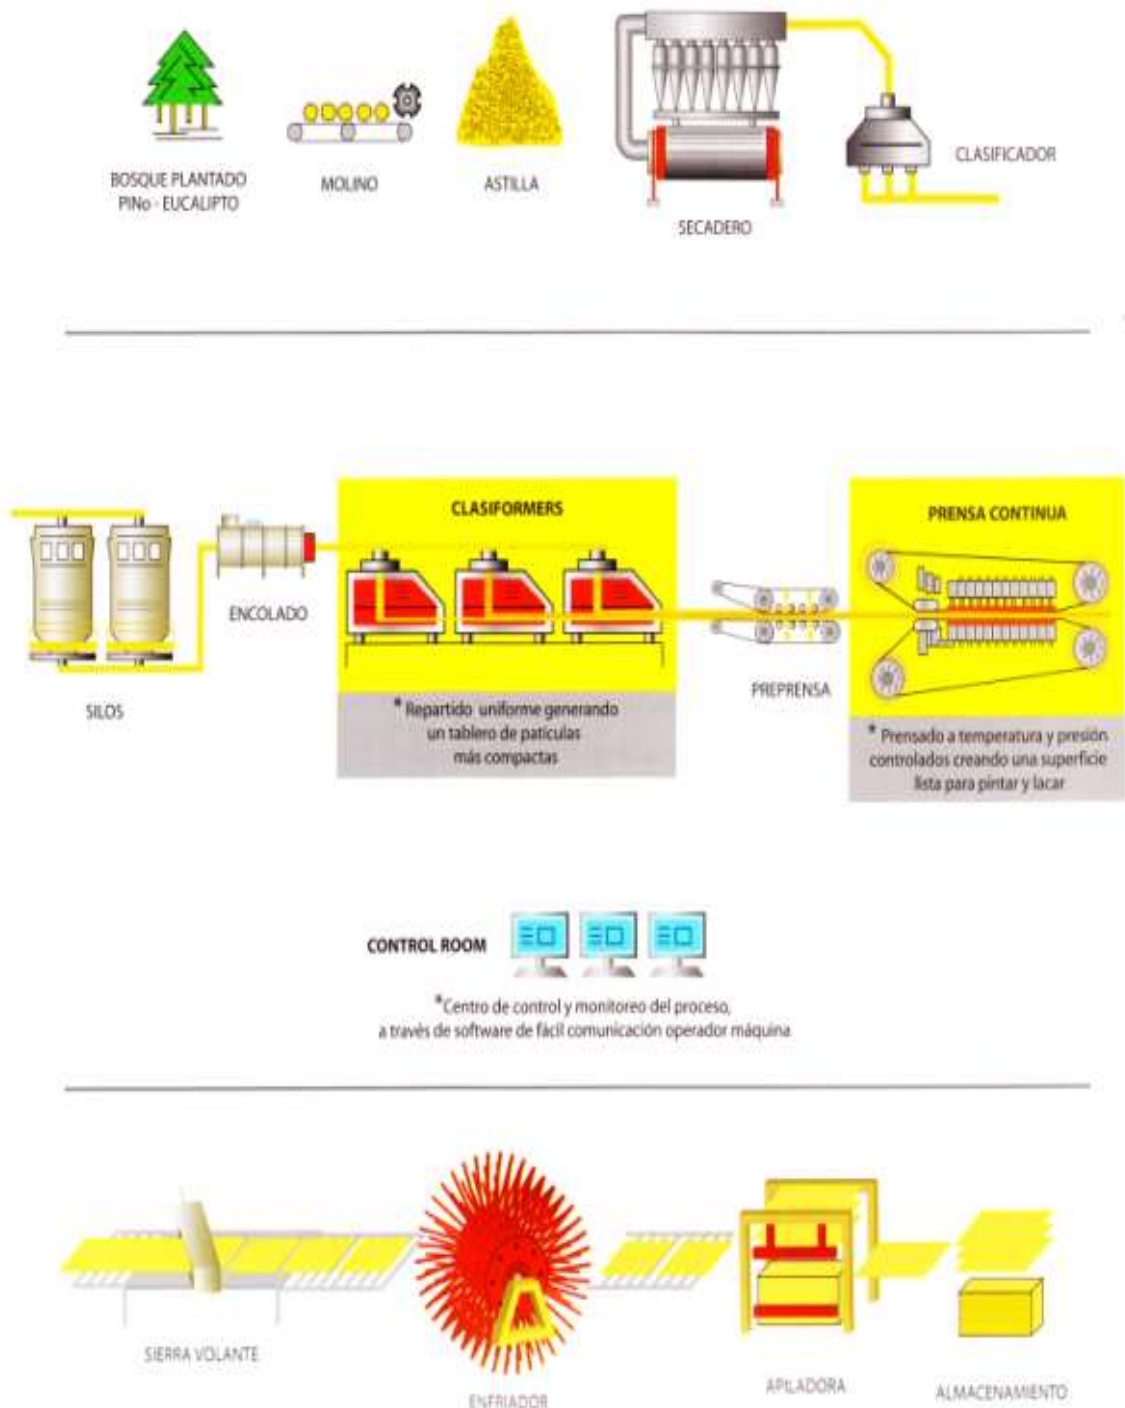 BOSQUE PLANTADO
PINo - EUCALIPTO
MOLINO
ASTILLA
SECADERO
CLASIFICADOR
SILOS
ENCOLADO
CLASIFORMERS
* Repartido uniforme generando
un tablero de patículas
más compactas
PREPRENSA
PRENSA CONTINUA
* Prensado a temperatura y presión
controlados creando una superficie
lista para pintar y lacar
CONTROL ROOM
*Centro de control y monitoreo del proceso,
a través de software de fácil comunicación operador máquina
SIERRA VOLANTE
ENFRIADOR
APILADORA
ALMACENAMIENTO